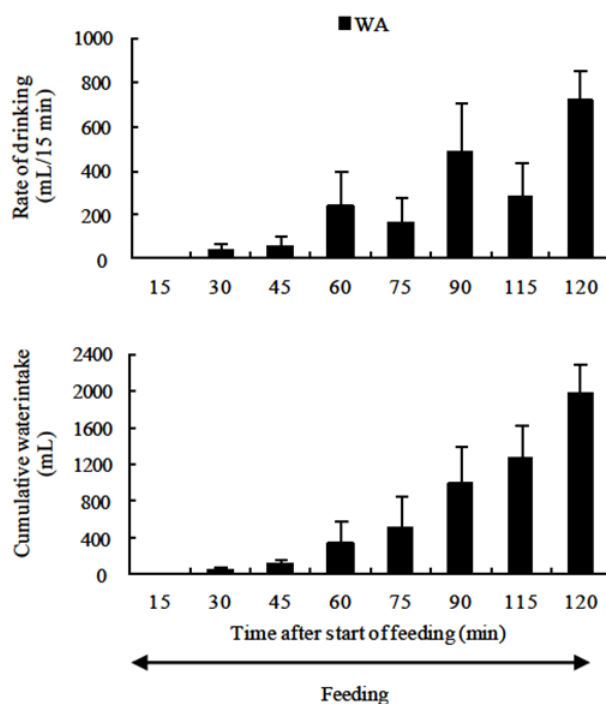 WA
Rate of drinking
(mL/15 min)
1000
800
600
400
200
0
15 30 45 60 75 90 115 120
Cumulative waterintake
(mL)
2400
2000
1600
1200
800
400
0
15 30 45 60 75 90 115 120
Time after start of feeding (min)
Feeding